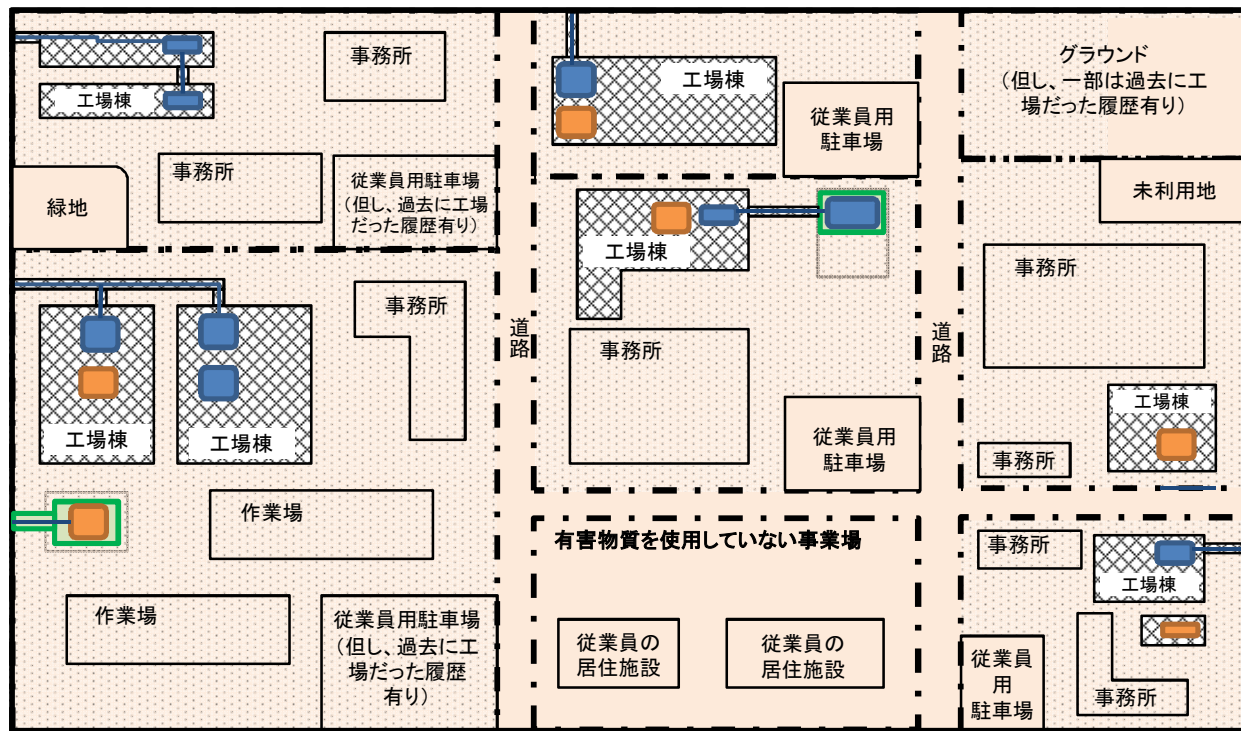 事務所
工場棟
事務所
緑地
従業員用駐車場
(但し、過去に工場
だった履歴有り)
工場棟
従業員用
駐車場
グラウンド
(但し、一部は過去に工
場だった履歴有り)
未利用地
工場棟
事務所
事務所
工場棟
工場棟
道
路
事務所
従業員用
駐車場
道
路
工場棟
事務所
作業場
作業場
従業員用駐車場
(但し、過去に工
場だった履歴
有り)
有害物質を使用していない事業場
従業員の
居住施設
従業員の
居住施設
事務所
工場棟
従業員
用
駐車場
事務所